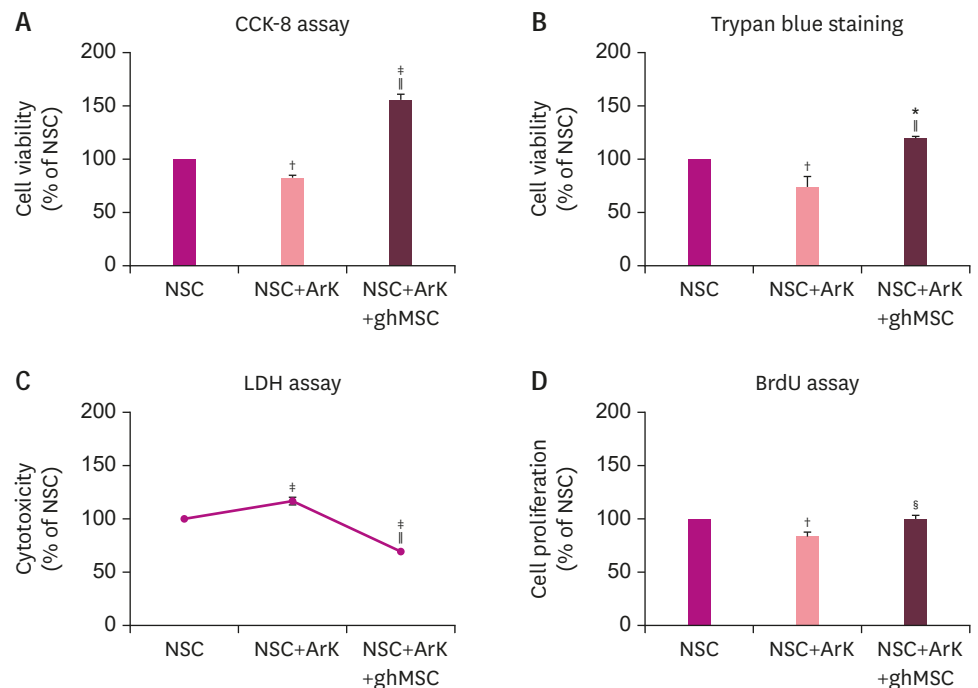 A
CCK-8 assay
Cell viability
(% of NSC)
200
150
100
50
0
†
‡
||
NSC
NSC+ArK
NSC+ArK
+ghMSC
B
Trypan blue staining
Cell viability
(% of NSC)
200
150
100
50
0
†
*
||
NSC
NSC+ArK
NSC+ArK
+ghMSC
C
LDH assay
Cytotoxicity
(% of NSC)
200
150
100
50
0
‡
‡
||
NSC
NSC+ArK
NSC+ArK
+ghMSC
D
BrdU assay
Cell proliferation
(% of NSC)
200
150
100
50
0
†
§
NSC
NSC+ArK
NSC+ArK
+ghMSC